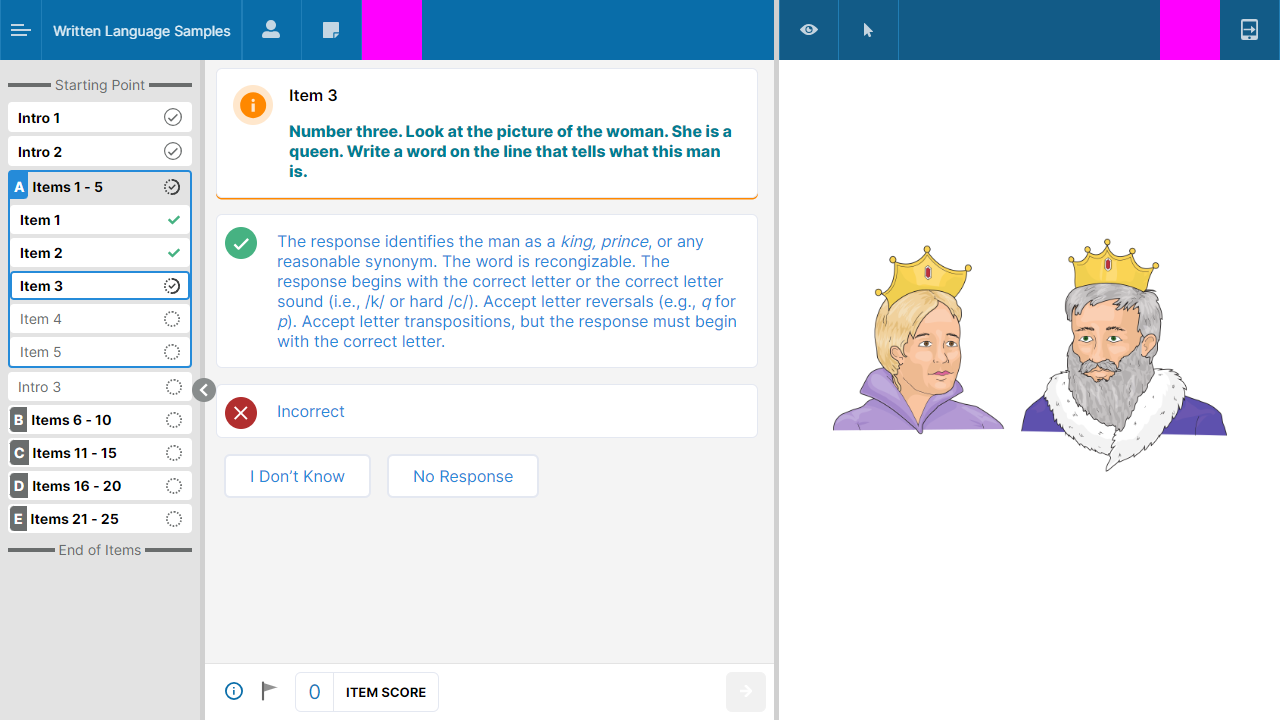 Written Language Samples
Starting Point
Intro 1
Intro 2
A Items 1 - 5
Item 1
Item 2
Item 3
Item 4
Item 5
Intro 3
B Items 6 - 10
C Items 11 - 15
D Items 16 - 20
E Items 21 - 25
End of Items
Item 3
Number three. Look at the picture of the woman. She is a
queen. Write a word on the line that tells what this man
is.
The response identifies the man as a king, prince, or any
reasonable synonym. The word is recongizable. The
response begins with the correct letter or the correct letter
sound (i.e., /k/ or hard /c/). Accept letter reversals (e.g., q for
p). Accept letter transpositions, but the response must begin
with the correct letter.
Incorrect
I Don’t Know
No Response
0 ITEM SCORE